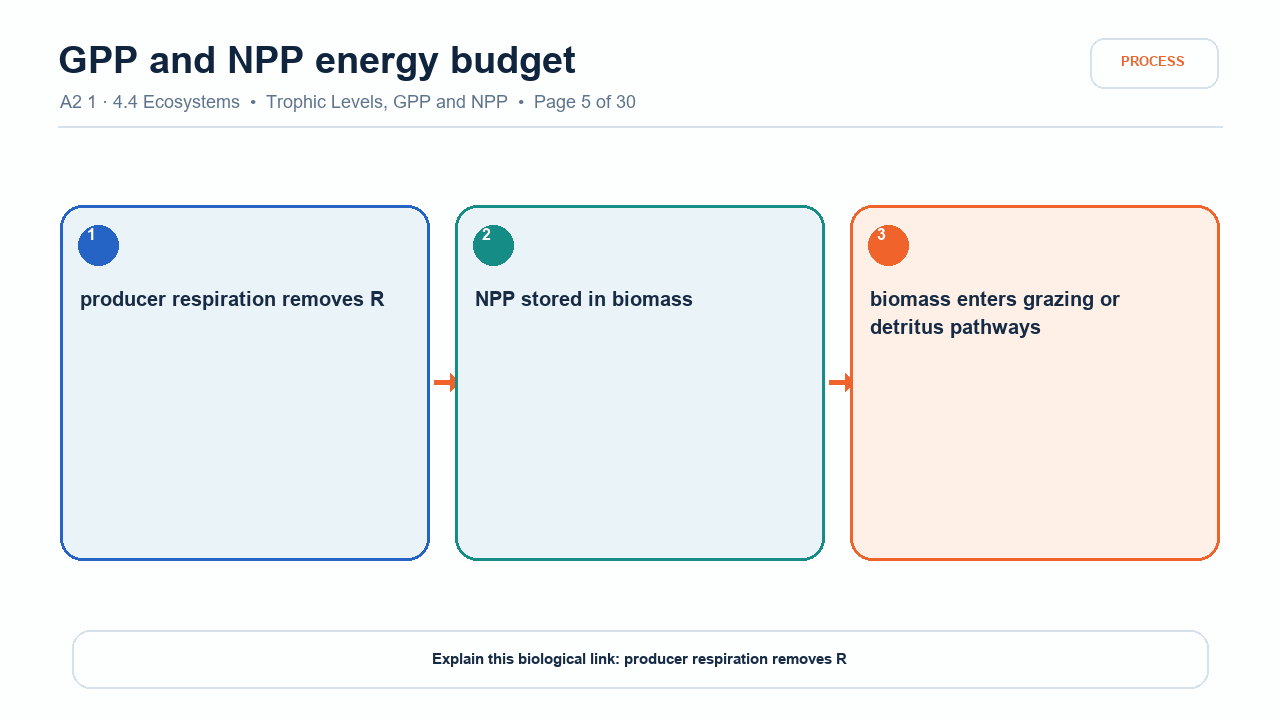 GPP and NPP energy budget
PROCESS
A2 1 · 4.4 Ecosystems • Trophic Levels, GPP and NPP • Page 5 of 30
1
producer respiration removes R
2
NPP stored in biomass
3
biomass enters grazing or
detritus pathways
Explain this biological link: producer respiration removes R